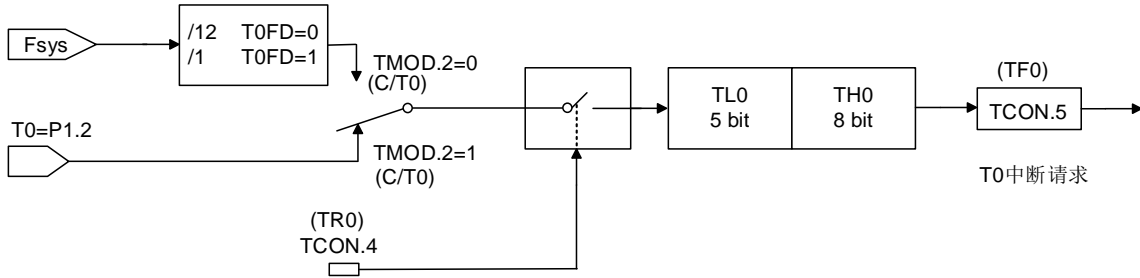 Fsys
/12 T0FD=0
/1 T0FD=1
TMOD.2=0
(C/T0)
T0=P1.2
TMOD.2=1
(C/T0)
(TR0)
TCON.4
TL0
5 bit
TH0
8 bit
(TF0)
TCON.5
T0中断请求